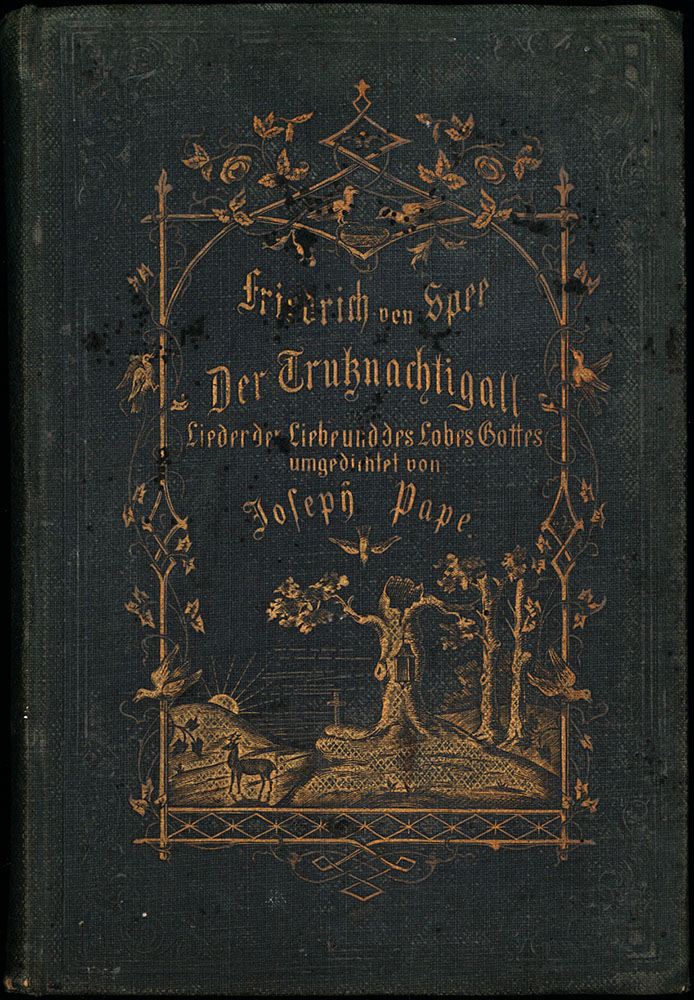 Friedrich von Spee
Der Trutznachtigall
Lieder der Liebe und des Lobes Gottes
umgedichtet von
Joseph Pape.